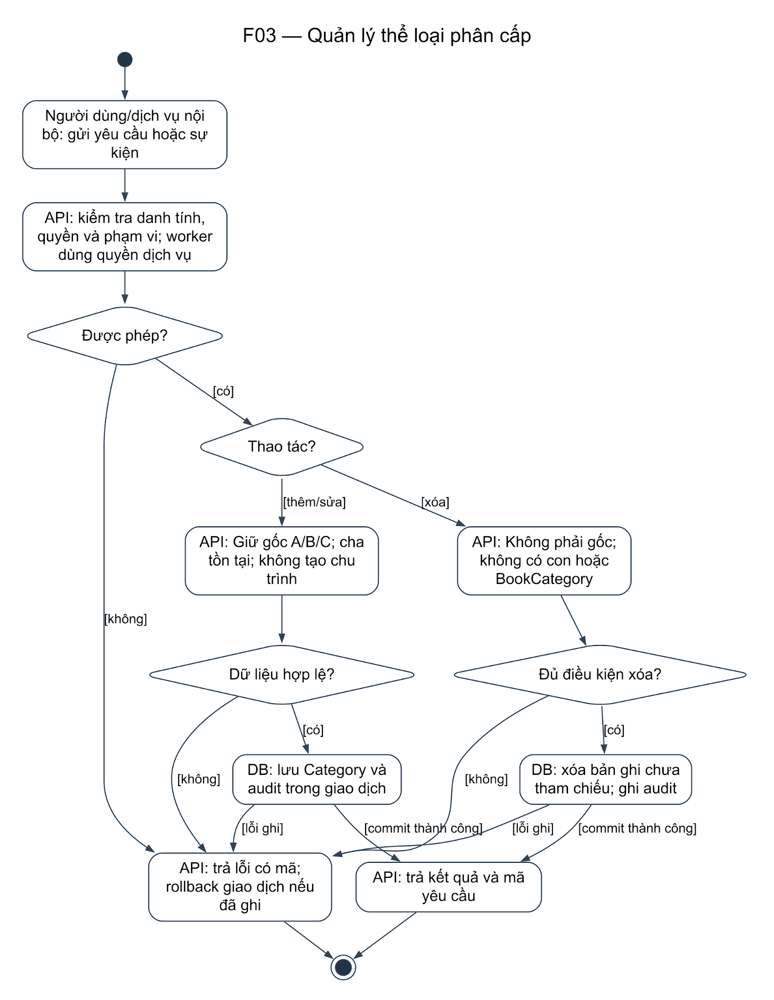 F03 — Quản lý thể loại phân cấp
Người dùng/dịch vụ nội
bộ: gửi yêu cầu hoặc sự
kiện
API: kiểm tra danh tính,
quyền và phạm vi; worker
dùng quyền dịch vụ
Được phép?
[có]
Thao tác?
[thêm/sửa]
[xóa]
API: Giữ gốc A/B/C; cha
tồn tại; không tạo chu
trình
API: Không phải gốc;
không có con hoặc
BookCategory
[không]
Dữ liệu hợp lệ?
Đủ điều kiện xóa?
[có]
[có]
DB: lưu Category và
audit trong giao dịch
DB: xóa bản ghi chưa
tham chiếu; ghi audit
[không]
[không]
[lỗi ghi]
[commit thành công]
[lỗi ghi]
[commit thành công]
API: trả lỗi có mã;
rollback giao dịch nếu
đã ghi
API: trả kết quả và mã
yêu cầu